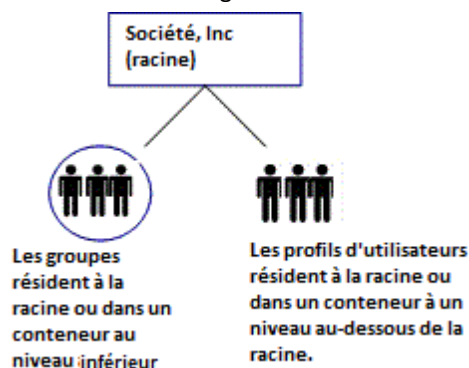 Société, Inc
(racine)
Les groupes
résident à la
racine ou dans un
conteneur au
niveau inférieur
Les profils d'utilisateurs
résident à la racine ou
dans un conteneur à un
niveau au-dessous de la
racine.